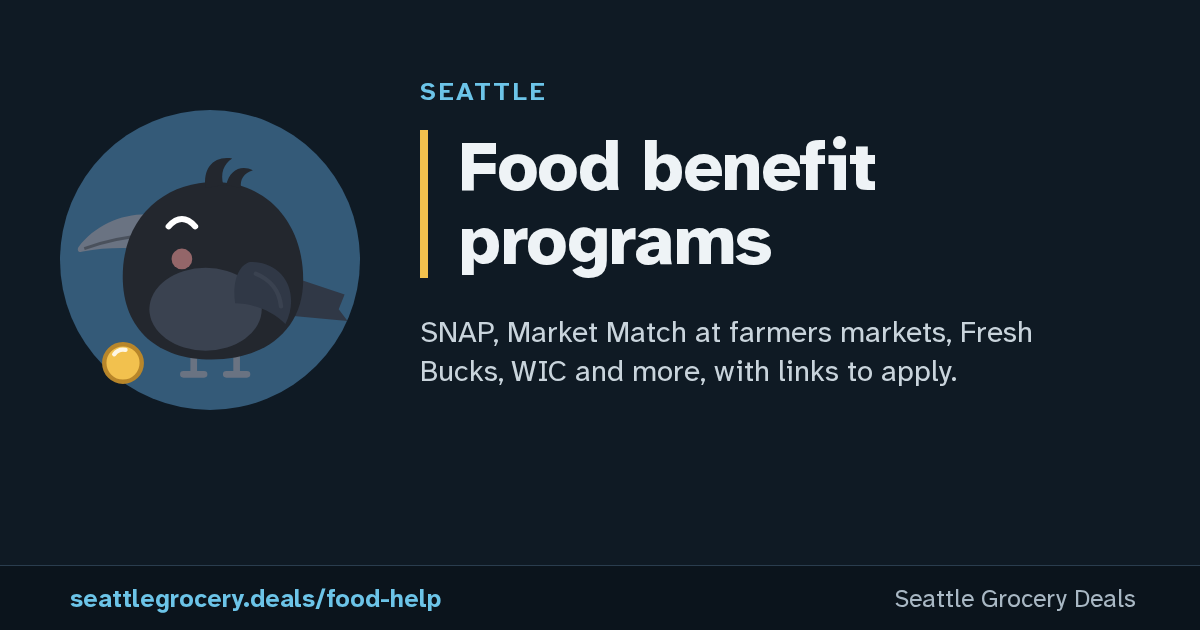 SEATTLE
Food benefit
programs
SNAP, Market Match at farmers markets, Fresh
Bucks, WIC and more, with links to apply.
seattlegrocery.deals/food-help
Seattle Grocery Deals